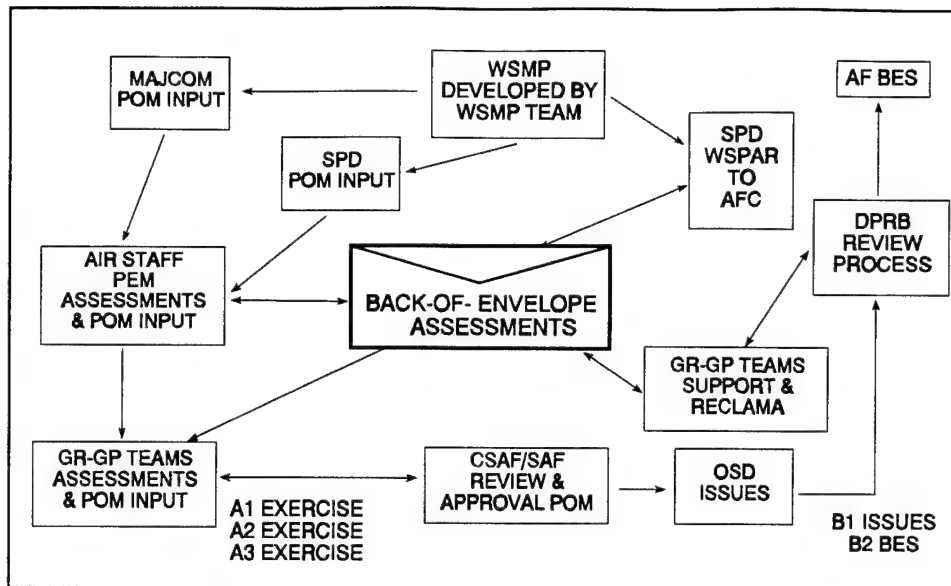 MAJCOM
POM INPUT
WSMP
DEVELOPED BY
WSMP TEAM
AF BES
SPD
POM INPUT
SPD
WSPAR
TO
AFC
DPRB
REVIEW
PROCESS
AIR STAFF
PEM
ASSESSMENTS
& POM INPUT
BACK-OF- ENVELOPE
ASSESSMENTS
GR-GP TEAMS
SUPPORT &
RECLAMA
GR-GP TEAMS
ASSESSMENTS
& POM INPUT
A1 EXERCISE
A2 EXERCISE
A3 EXERCISE
CSAF/SAF
REVIEW &
APPROVAL POM
OSD
ISSUES
B1 ISSUES
B2 BES